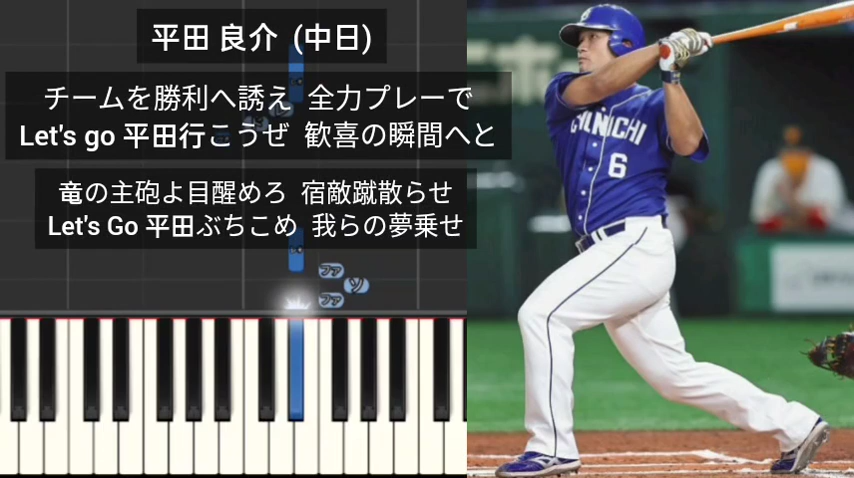 平田 良介 (中日)
チームを勝利へ誘え 全力プレーで
Let's go 平田行こうぜ 歓喜の瞬間へと
竜の主砲よ目醒めろ 宿敵蹴散らせ
Let's Go 平田ぶちこめ 我らの夢乗せ
ファ
ソ
ファ
CHUNICHI
6